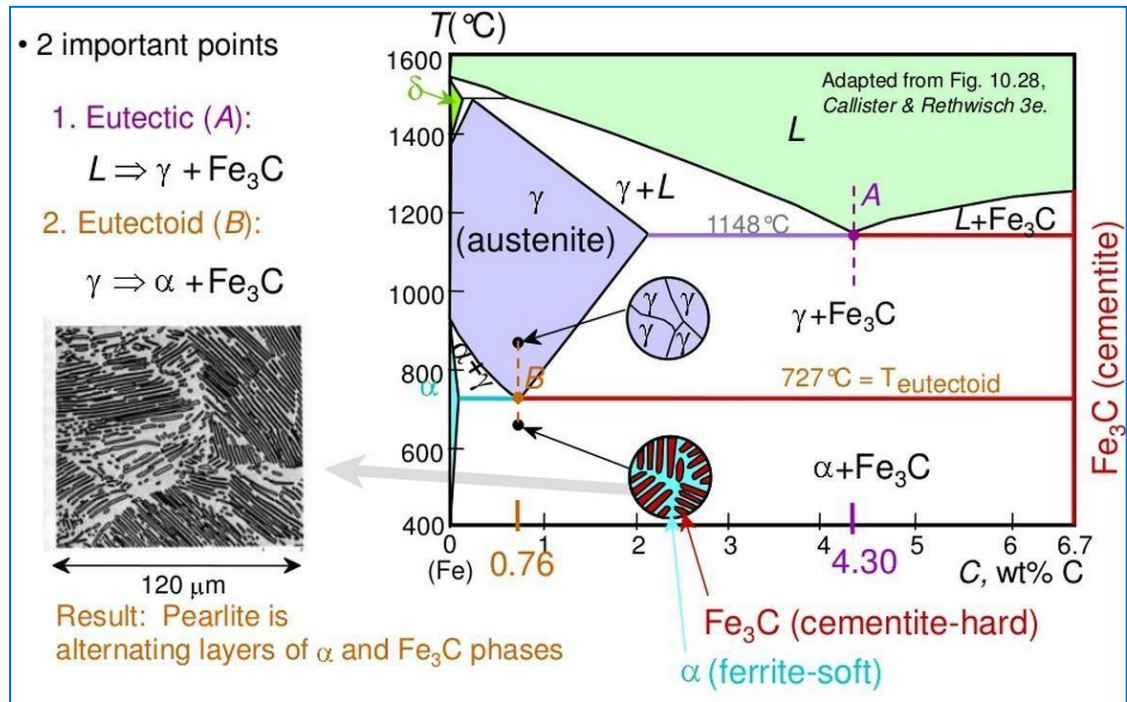 • 2 important points
1. Eutectic (A):
L ⇒ γ + Fe₃C
2. Eutectoid (B):
γ ⇒ α + Fe₃C
120 μm
Result: Pearlite is
alternating layers of α and Fe₃C phases
T(°C)
1600
1400
1200
1000
800
600
400
δ
Adapted from Fig. 10.28,
Callister & Rethwisch 3e.
L
γ
(austenite)
γ+L
1148°C
A
L+Fe₃C
γ γ
γ γ
γ+Fe₃C
α+γ
α
B
727°C = Teutectoid
α+Fe₃C
Fe₃C (cementite)
0 1 2 3 4 5 6 6.7
(Fe) 0.76 4.30 C, wt% C
Fe₃C (cementite-hard)
α (ferrite-soft)